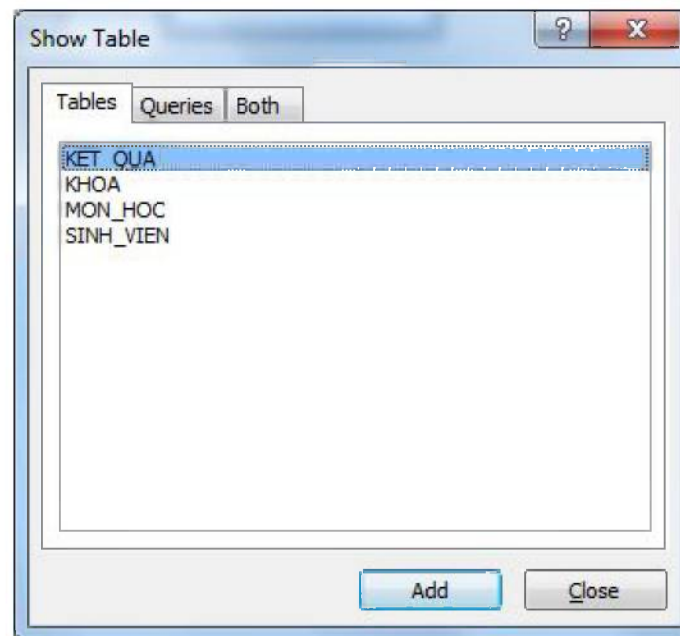 Show Table
Tables Queries Both
KET_QUA
KHOA
MON_HOC
SINH_VIEN
Add Close